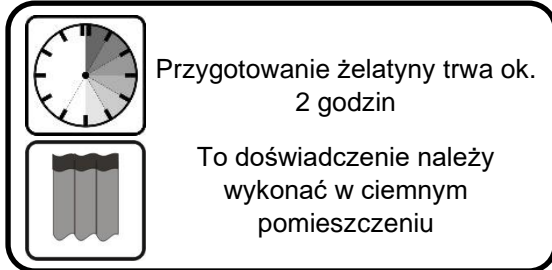 Przygotowanie żelatyny trwa ok.
2 godzin
To doświadczenie należy
wykonać w ciemnym
pomieszczeniu